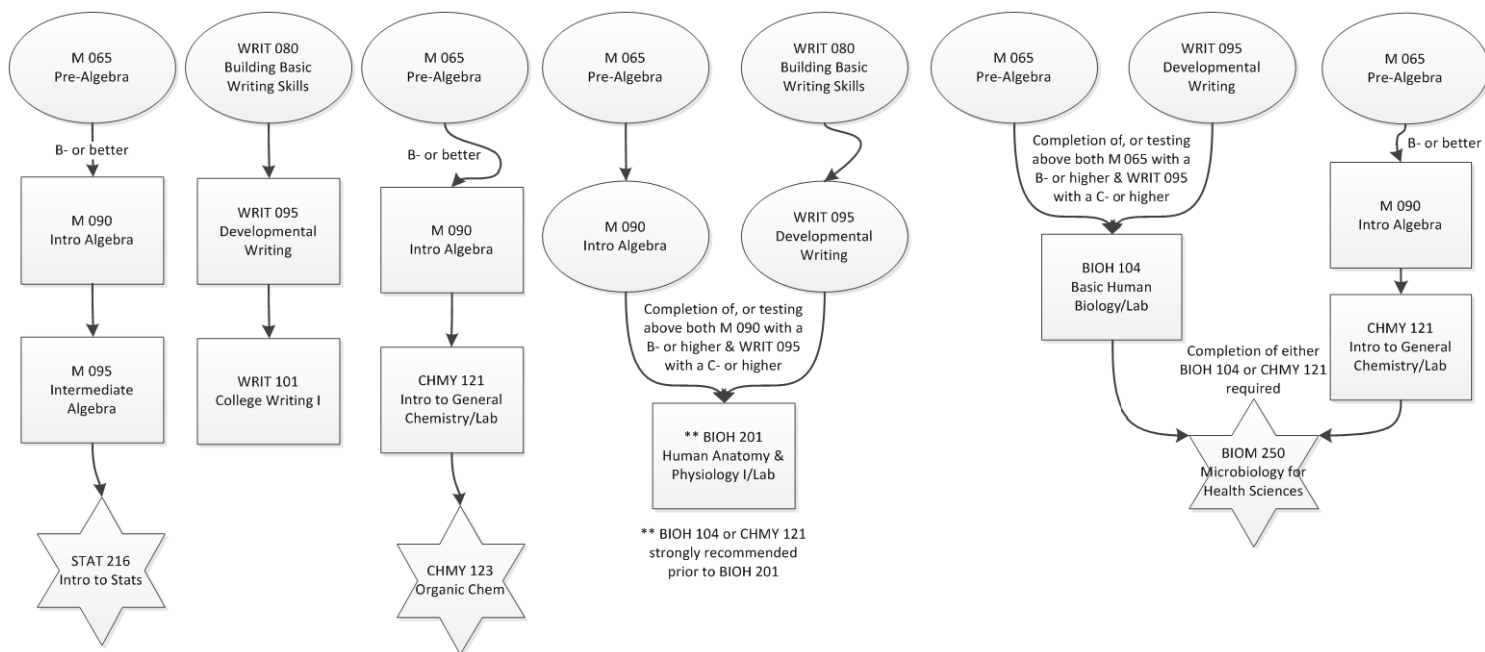 M 065
Pre-Algebra
B- or better
M 090
Intro Algebra
M 095
Intermediate
Algebra
STAT 216
Intro to Stats
WRIT 080
Building Basic
Writing Skills
WRIT 095
Developmental
Writing
WRIT 101
College Writing I
M 065
Pre-Algebra
B- or better
M 090
Intro Algebra
CHMY 121
Intro to General
Chemistry/Lab
CHMY 123
Organic Chem
M 065
Pre-Algebra
M 090
Intro Algebra
WRIT 080
Building Basic
Writing Skills
WRIT 095
Developmental
Writing
Completion of, or testing
above both M 090 with a
B- or higher & WRIT 095
with a C- or higher
** BIOH 201
Human Anatomy &
Physiology I/Lab
** BIOH 104 or CHMY 121
strongly recommended
prior to BIOH 201
M 065
Pre-Algebra
WRIT 095
Developmental
Writing
Completion of, or testing
above both M 065 with a
B- or higher & WRIT 095
with a C- or higher
BIOH 104
Basic Human
Biology/Lab
M 065
Pre-Algebra
B- or better
M 090
Intro Algebra
CHMY 121
Intro to General
Chemistry/Lab
Completion of either
BIOH 104 or CHMY 121
required
BIOM 250
Microbiology for
Health Sciences